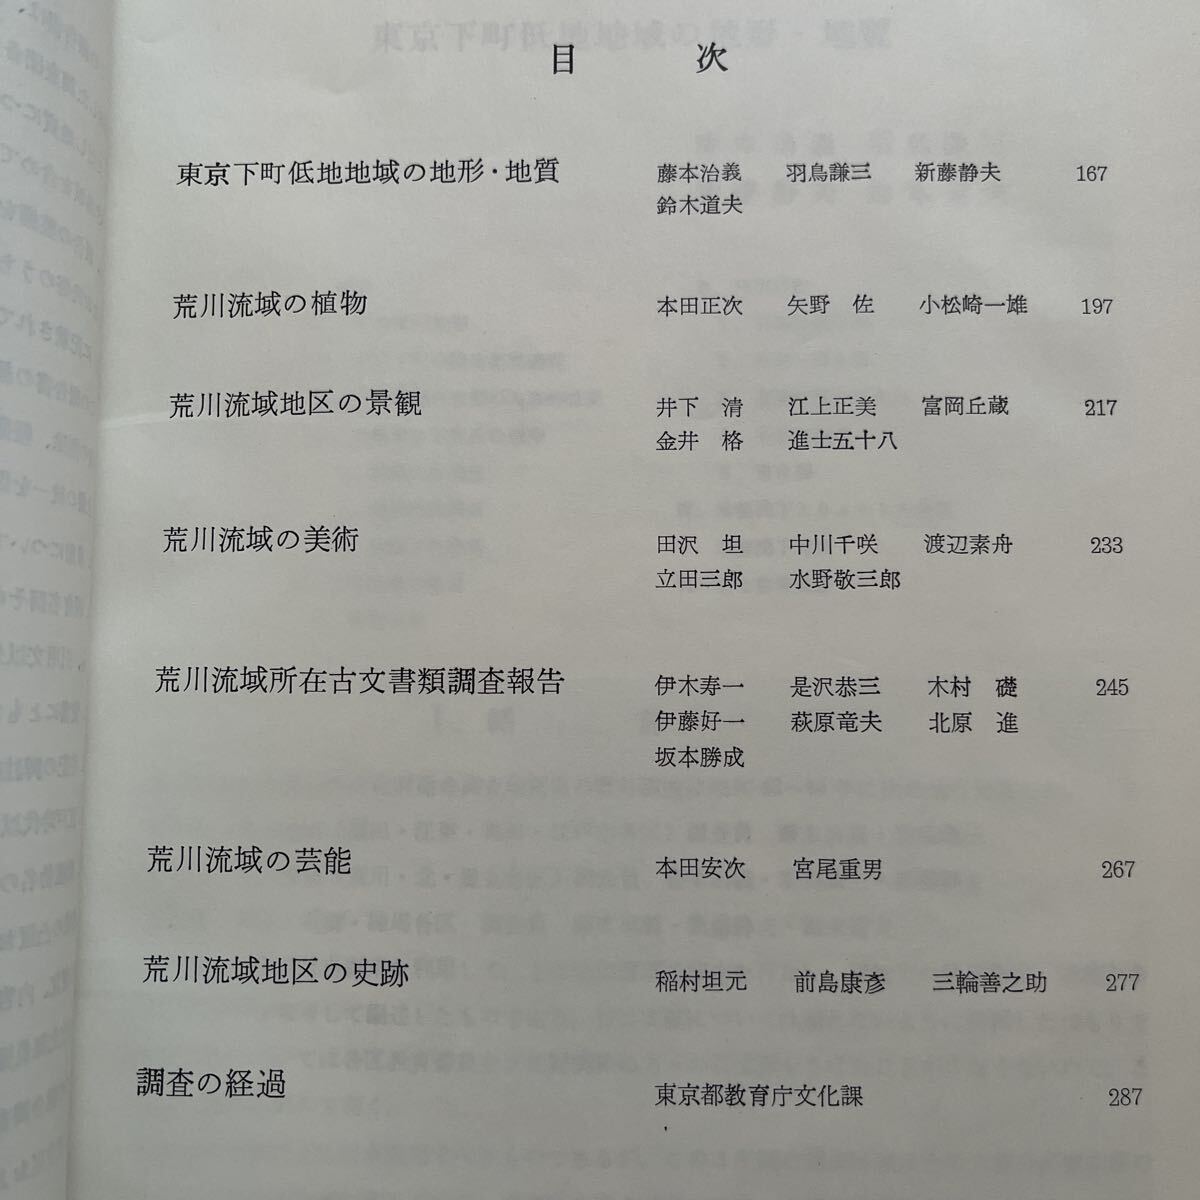 目　次
東京下町低地地域の地形・地質　藤本治義　羽鳥謙三　新藤静夫　167
鈴木道夫
荒川流域の植物　本田正次　矢野　佐　小松崎一雄　197
荒川流域地区の景観　井下　清　江上正美　富岡丘蔵　217
金井　格　進士五十八
荒川流域の美術　田沢　坦　中川千咲　渡辺素舟　233
立田三郎　水野敬三郎
荒川流域所在古文書類調査報告　伊木寿一　是沢恭三　木村　礎　245
伊藤好一　萩原竜夫　北原　進
坂本勝成
荒川流域の芸能　本田安次　宮尾重男　267
荒川流域地区の史跡　稲村坦元　前島康彦　三輪善之助　277
調査の経過　東京都教育庁文化課　287